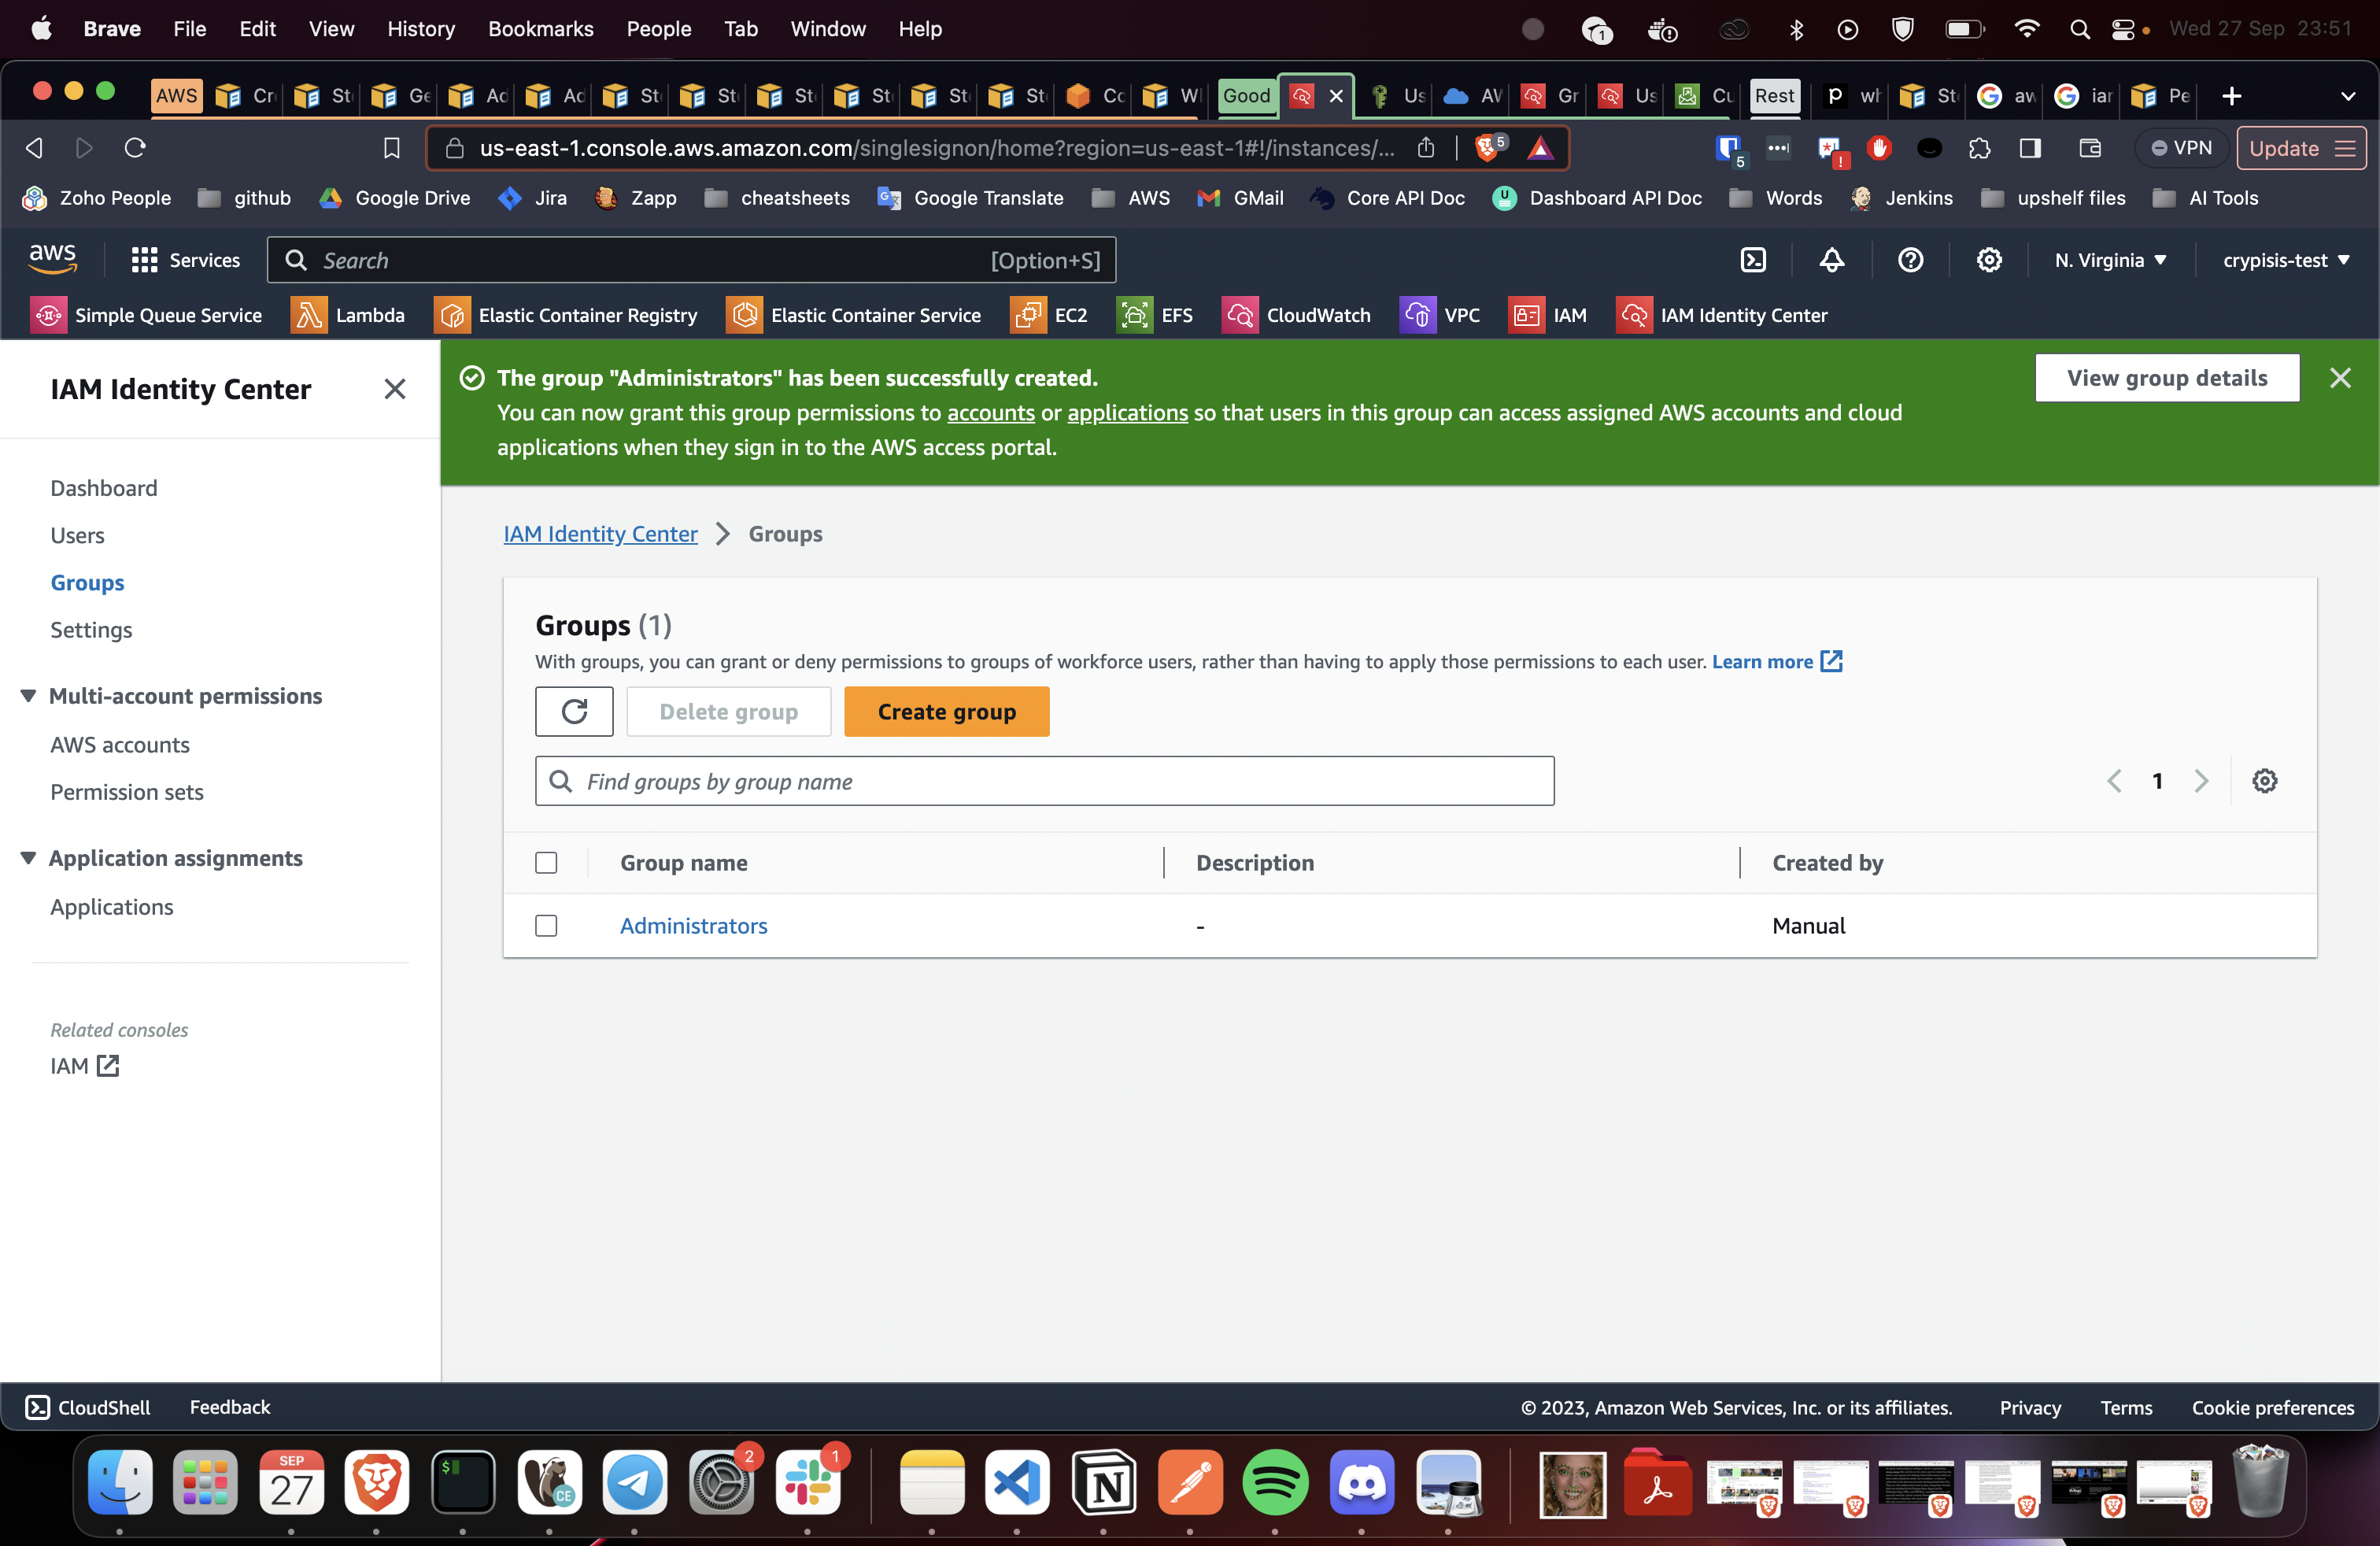 Brave File Edit View History Bookmarks People Tab Window Help 1 Wed 27 Sep 23:51
AWS Cr St Ge Ad Ad St St St St St St Co W Good Us AV Gr Us Cu Rest wh St aw iar Pe
us-east-1.console.aws.amazon.com/singlesignon/home?region=us-east-1#!/instances/... 5 5 VPN Update
Zoho People github Google Drive Jira Zapp cheatsheets Google Translate AWS GMail Core API Doc Dashboard API Doc Words Jenkins upshelf files AI Tools
aws Services Search [Option+S] N. Virginia crypisis-test
Simple Queue Service Lambda Elastic Container Registry Elastic Container Service EC2 EFS CloudWatch VPC IAM IAM Identity Center
IAM Identity Center
Dashboard
Users
Groups
Settings
Multi-account permissions
AWS accounts
Permission sets
Application assignments
Applications
Related consoles
IAM
The group "Administrators" has been successfully created.
You can now grant this group permissions to accounts or applications so that users in this group can access assigned AWS accounts and cloud
applications when they sign in to the AWS access portal.
View group details
IAM Identity Center Groups
Groups (1)
With groups, you can grant or deny permissions to groups of workforce users, rather than having to apply those permissions to each user. Learn more
Delete group Create group
Find groups by group name
1
Group name Description Created by
Administrators - Manual
CloudShell Feedback © 2023, Amazon Web Services, Inc. or its affiliates. Privacy Terms Cookie preferences
SEP
27
$
CE
2
1